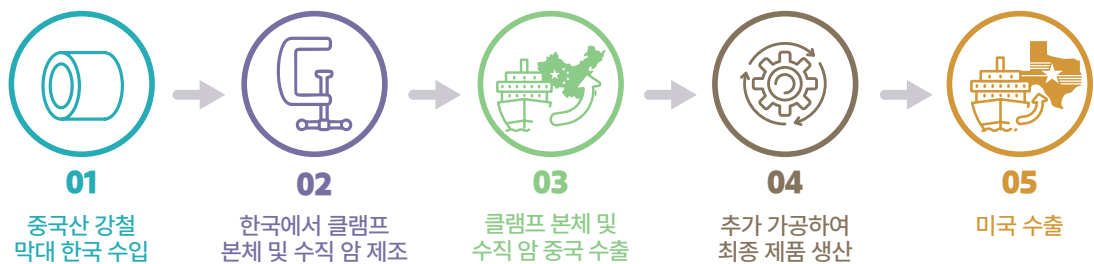 01
중국산 강철
막대 한국 수입
02
한국에서 클램프
본체 및 수직 암 제조
03
클램프 본체 및
수직 암 중국 수출
04
추가 가공하여
최종 제품 생산
05
미국 수출